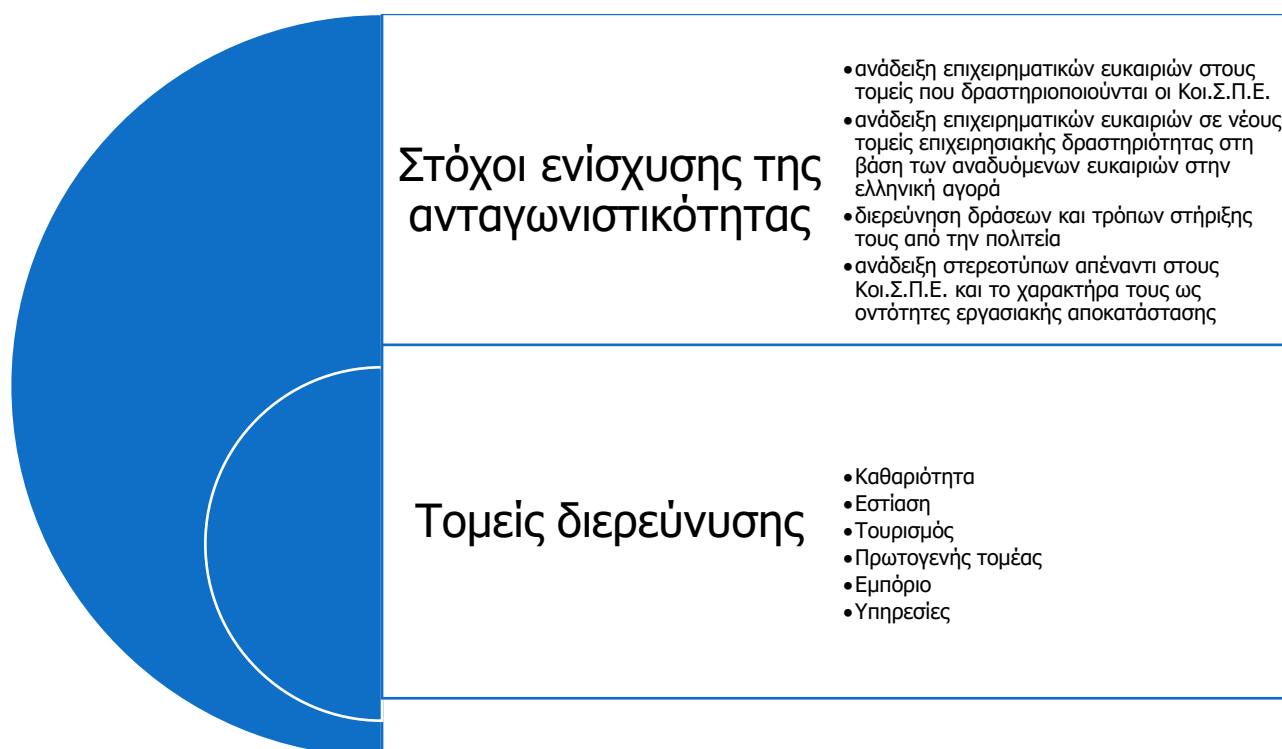 Στόχοι ενίσχυσης της
ανταγωνιστικότητας
•ανάδειξη επιχειρηματικών ευκαιριών στους
τομείς που δραστηριοποιούνται οι Κοι.Σ.Π.Ε.
•ανάδειξη επιχειρηματικών ευκαιριών σε νέους
τομείς επιχειρησιακής δραστηριότητας στη
βάση των αναδυόμενων ευκαιριών στην
ελληνική αγορά
•διερεύνηση δράσεων και τρόπων στήριξης
τους από την πολιτεία
•ανάδειξη στερεοτύπων απέναντι στους
Κοι.Σ.Π.Ε. και το χαρακτήρα τους ως
οντότητες εργασιακής αποκατάστασης
Τομείς διερεύνυσης
•Καθαριότητα
•Εστίαση
•Τουρισμός
•Πρωτογενής τομέας
•Εμπόριο
•Υπηρεσίες